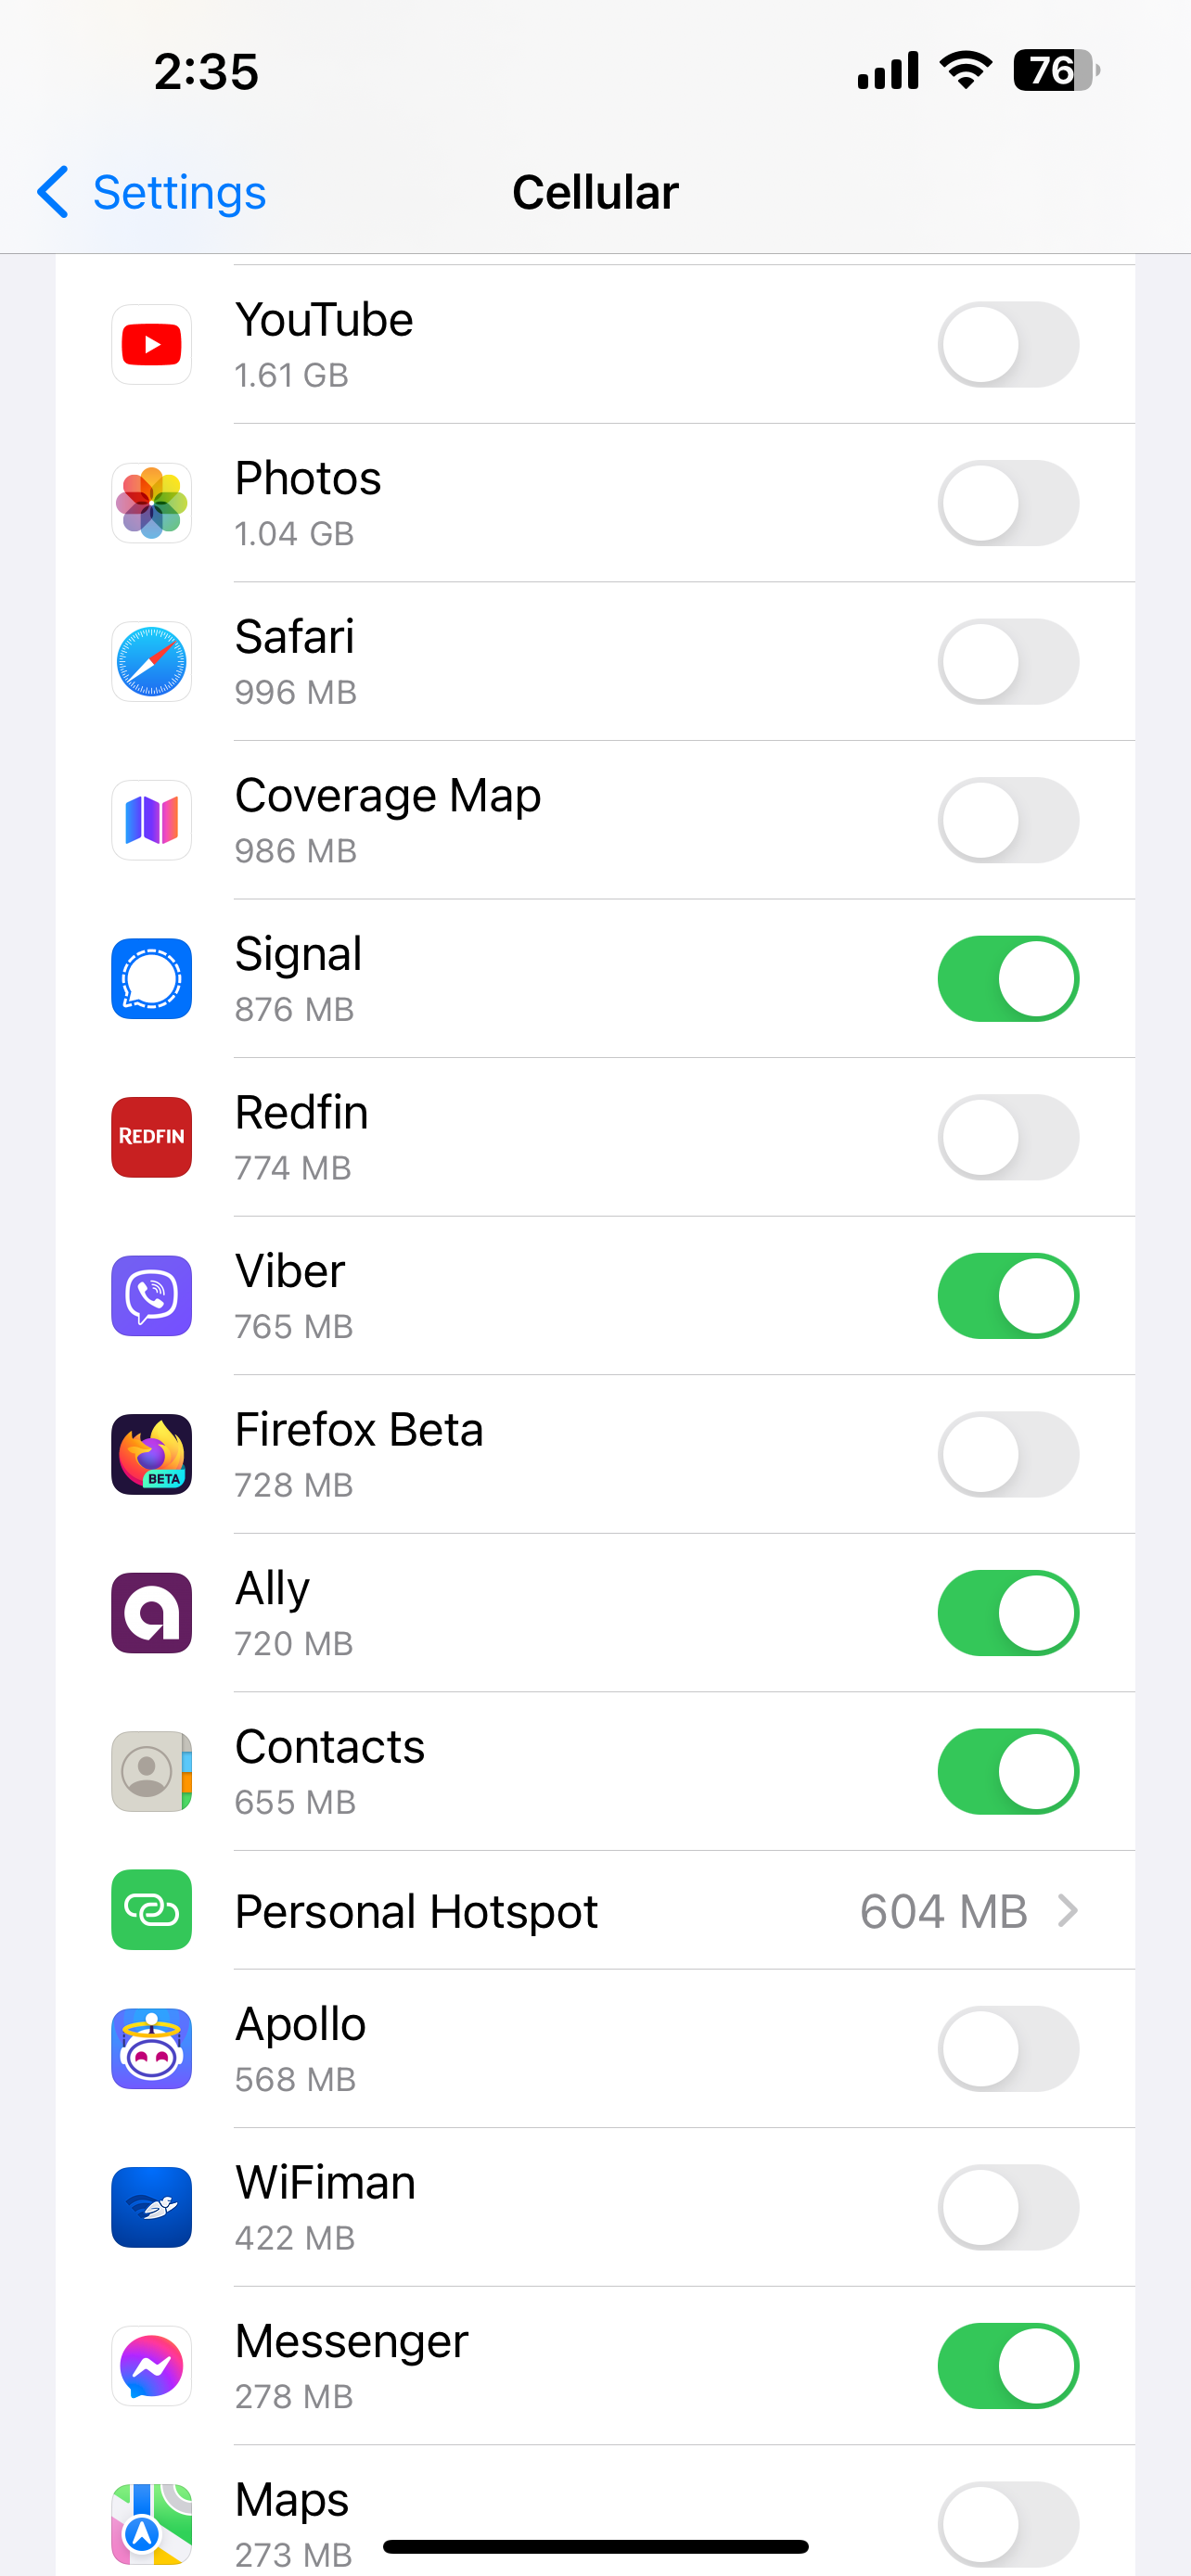 2:35
76
Settings
Cellular
YouTube
1.61 GB
Photos
1.04 GB
Safari
996 MB
Coverage Map
986 MB
Signal
876 MB
REDFIN
Redfin
774 MB
Viber
765 MB
Firefox Beta
BETA
728 MB
Ally
720 MB
Contacts
655 MB
Personal Hotspot 604 MB
Apollo
568 MB
WiFiman
422 MB
Messenger
278 MB
Maps
273 MB